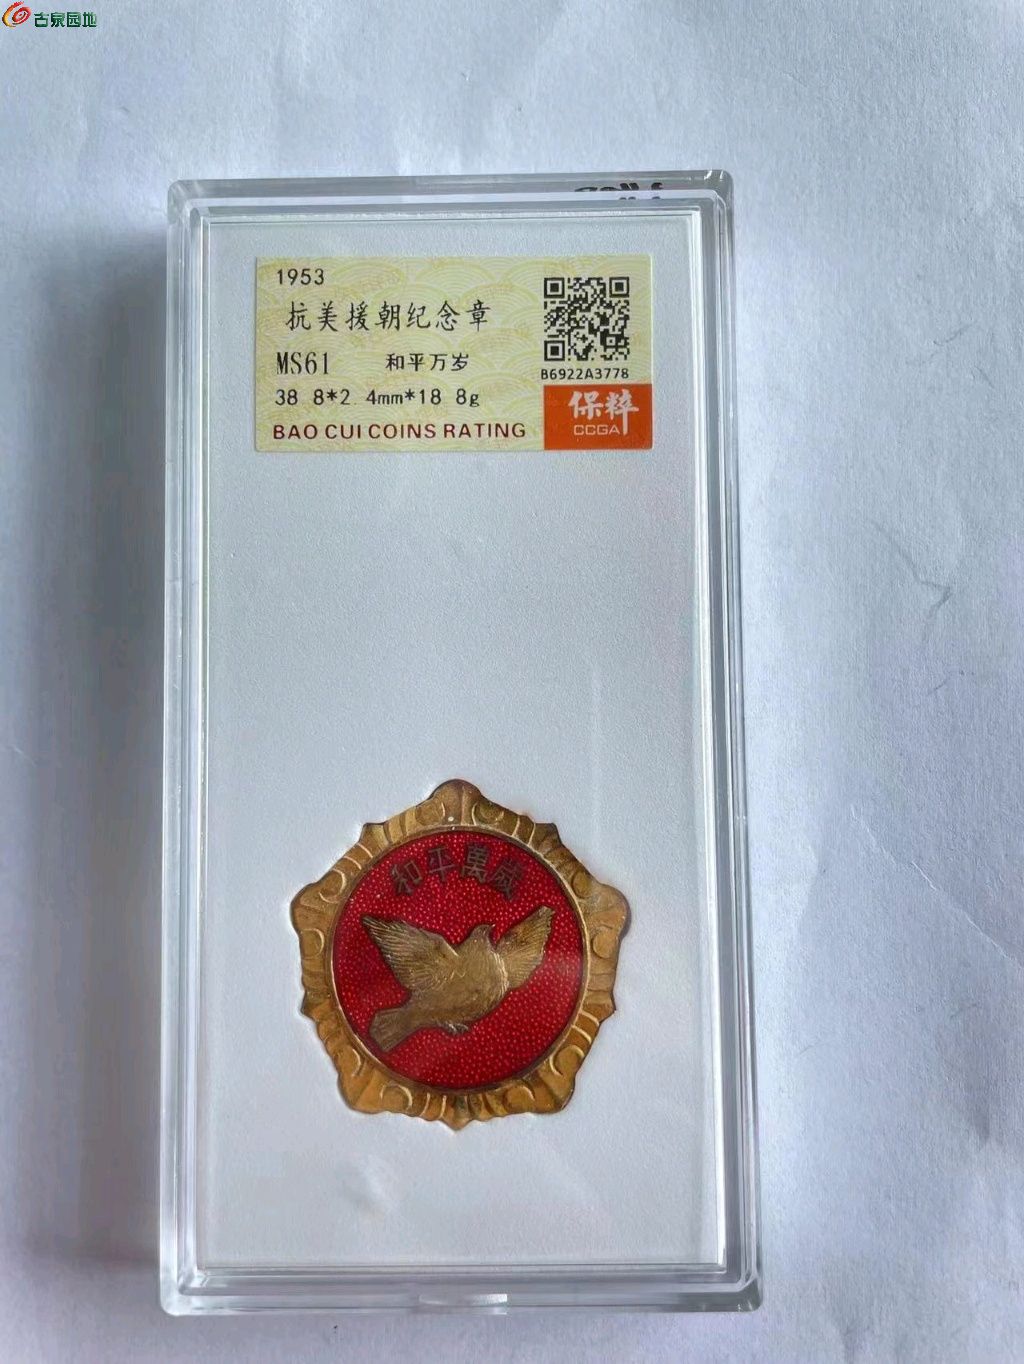 古泉园地
1953
抗美援朝纪念章
MS61 和平万岁
38 8*2 4mm*18 8g
BAO CUI COINS RATING
B6922A3778
保粹
CCGA
和平萬歲